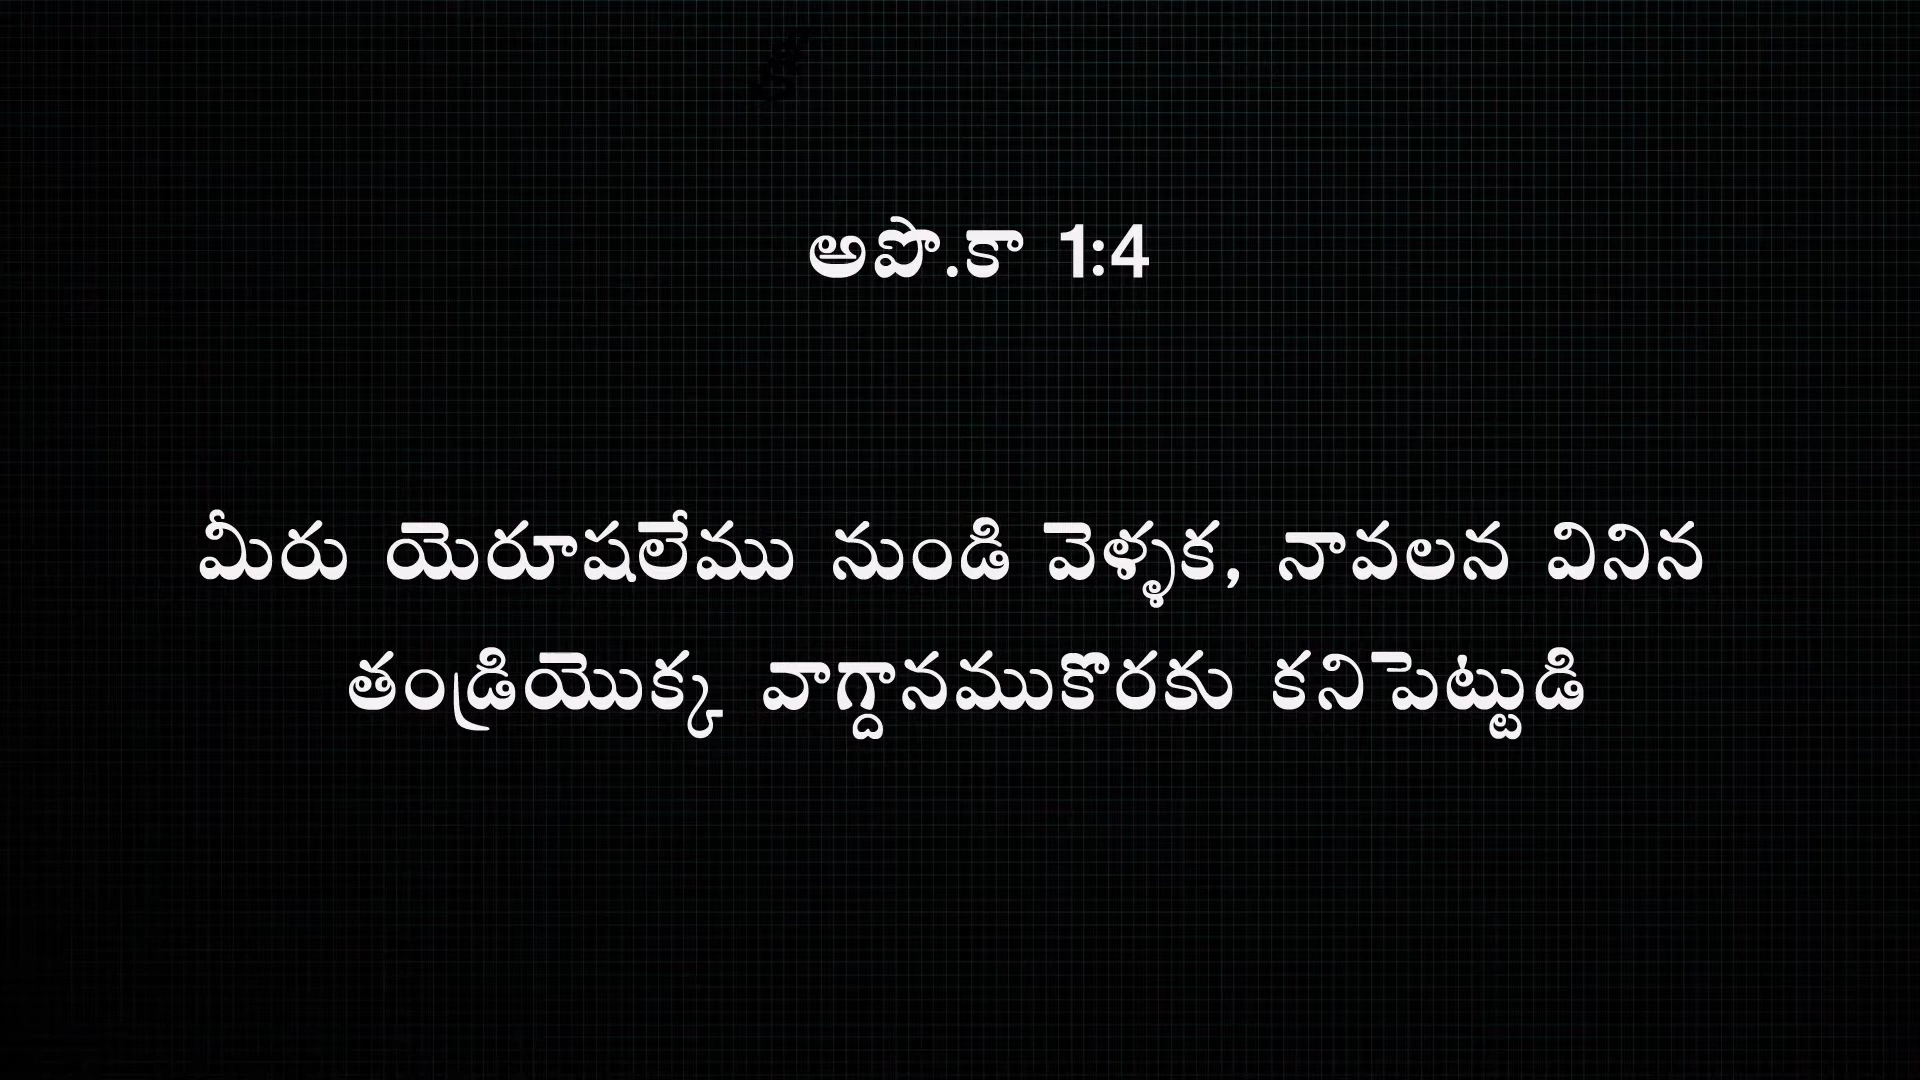 అపొ.కా 1:4
మీరు యెరూషలేము నుండి వెళ్ళక, నావలన వినిన
తండ్రియొక్క వాగ్దానముకొరకు కనిపెట్టుడి